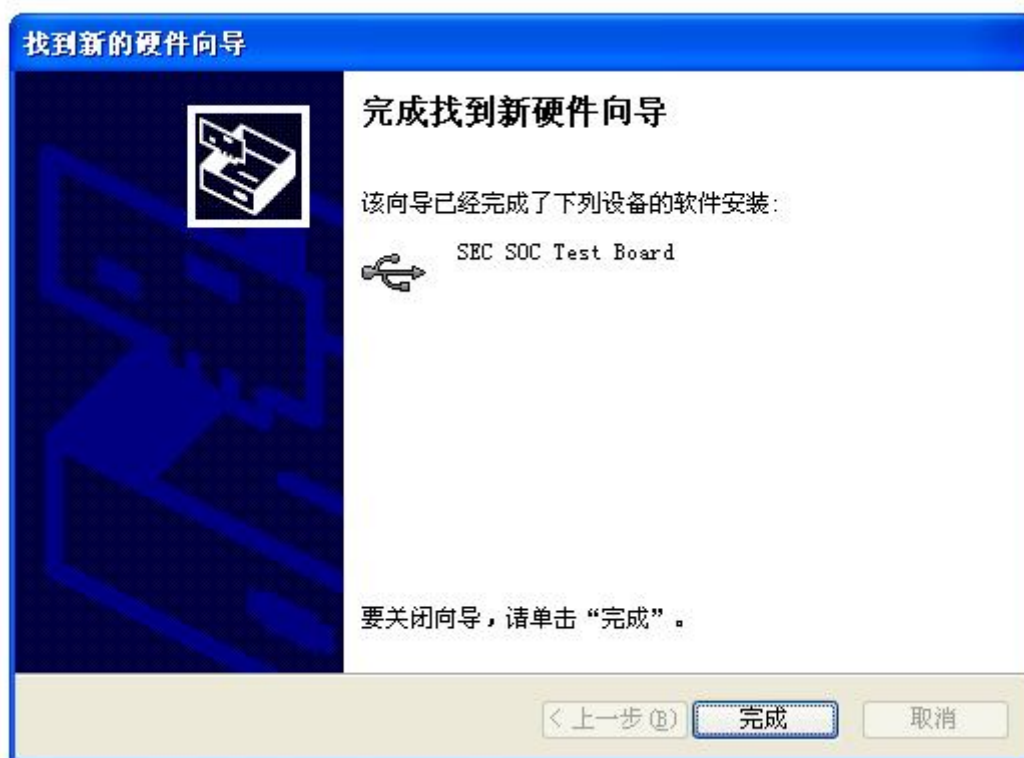 找到新的硬件向导
完成找到新硬件向导
该向导已经完成了下列设备的软件安装:
SEC SOC Test Board
要关闭向导，请单击“完成”。
< 上一步(B)
完成
取消